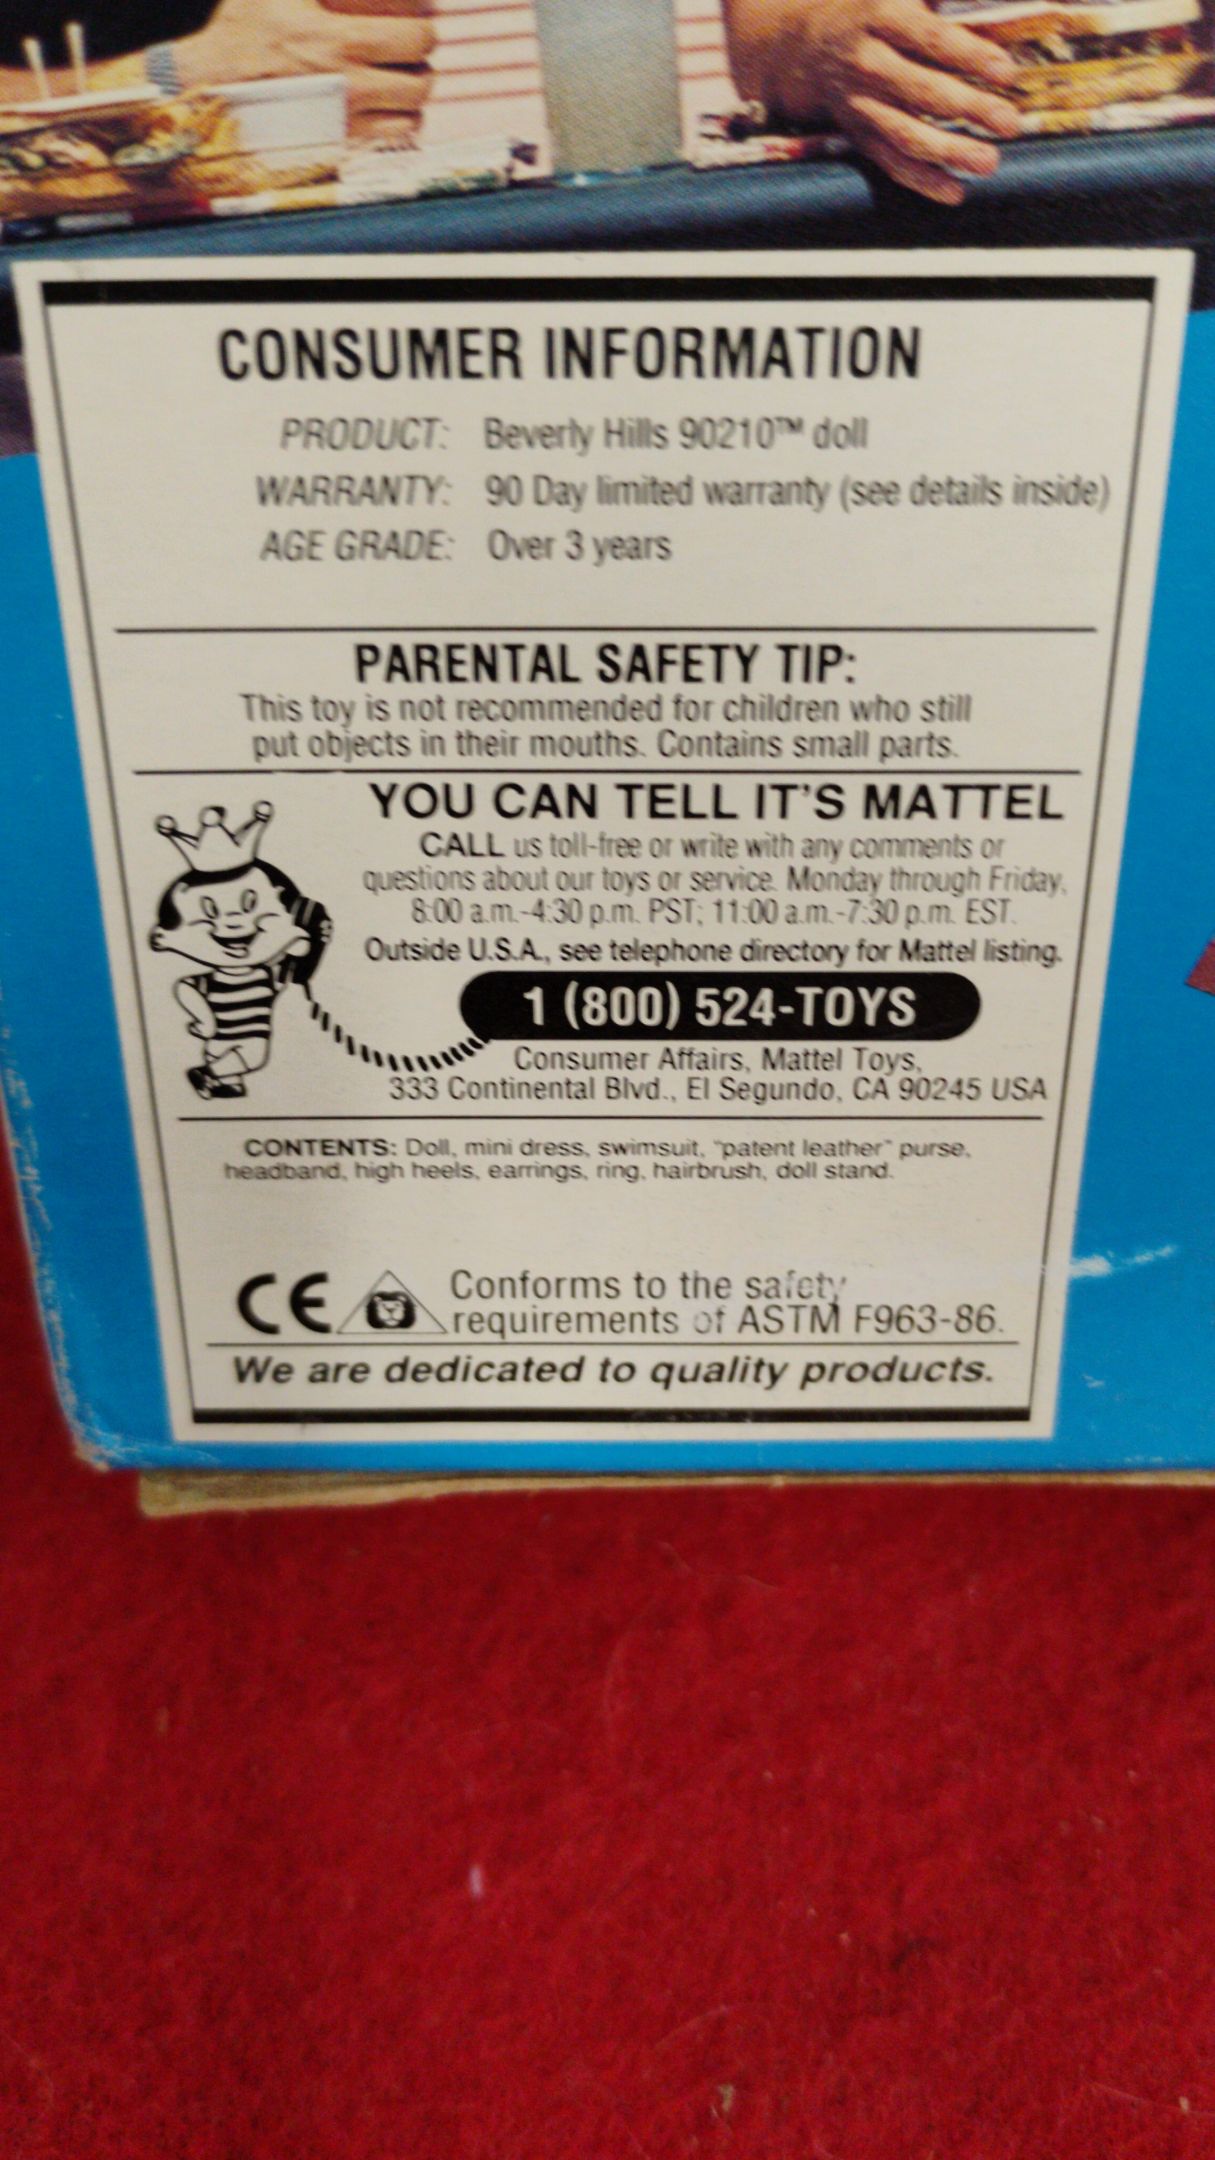 CONSUMER INFORMATION
PRODUCT: Beverly Hills 90210™ doll
WARRANTY: 90 Day limited warranty (see details inside)
AGE GRADE: Over 3 years
PARENTAL SAFETY TIP:
This toy is not recommended for children who still
put objects in their mouths. Contains small parts.
YOU CAN TELL IT'S MATTEL
CALL us toll-free or write with any comments or
questions about our toys or service. Monday through Friday,
8:00 a.m.-4:30 p.m. PST; 11:00 a.m.-7:30 p.m. EST.
Outside U.S.A., see telephone directory for Mattel listing.
1 (800) 524-TOYS
Consumer Affairs, Mattel Toys,
333 Continental Blvd., El Segundo, CA 90245 USA
CONTENTS: Doll, mini dress, swimsuit, "patent leather" purse,
headband, high heels, earrings, ring, hairbrush, doll stand.
CE Conforms to the safety
requirements of ASTM F963-86.
We are dedicated to quality products.